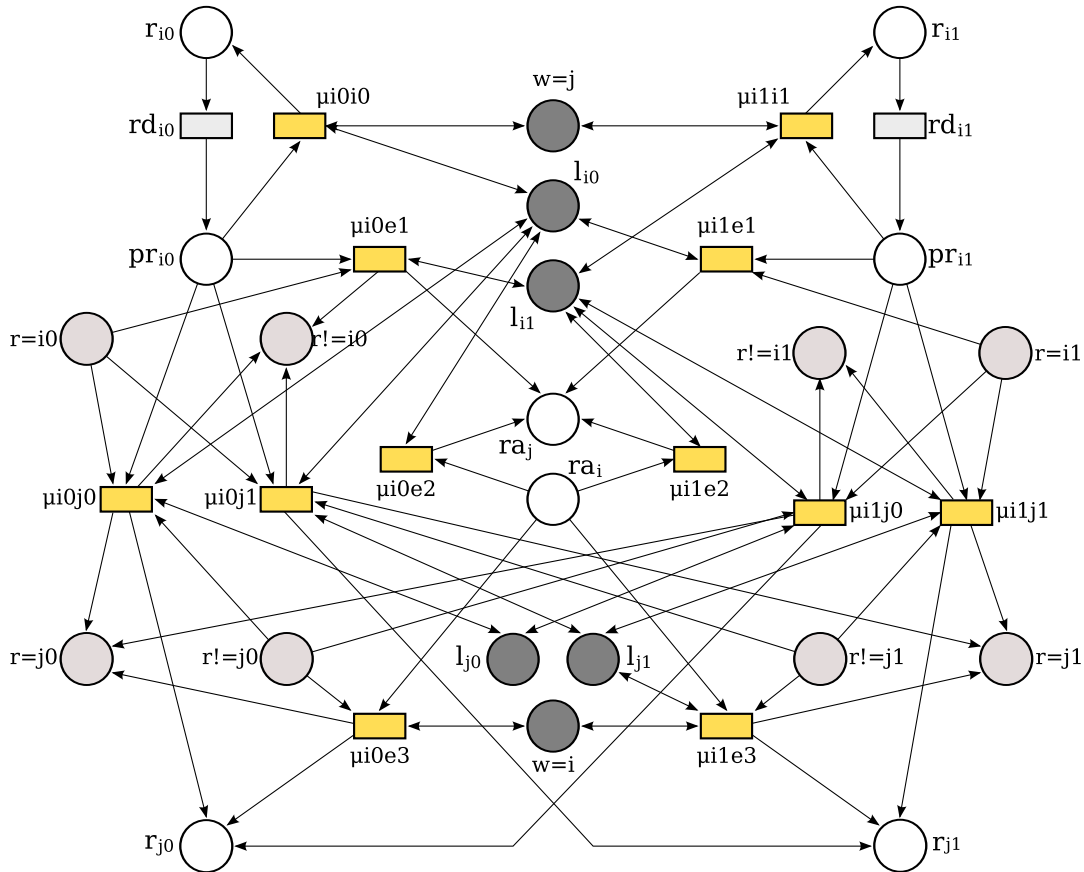 ri0
ri1
w=j
μi0i0
μi1i1
rdi0
rdi1
li0
μi0e1
μi1e1
pri0
pri1
li1
r=i0
r!=i0
r!=i1
r=i1
raj
rai
μi0e2
μi1e2
μi0j0
μi0j1
μi1j0
μi1j1
r=j0
r!=j0
lj0
lj1
r!=j1
r=j1
μi0e3
w=i
μi1e3
rj0
rj1